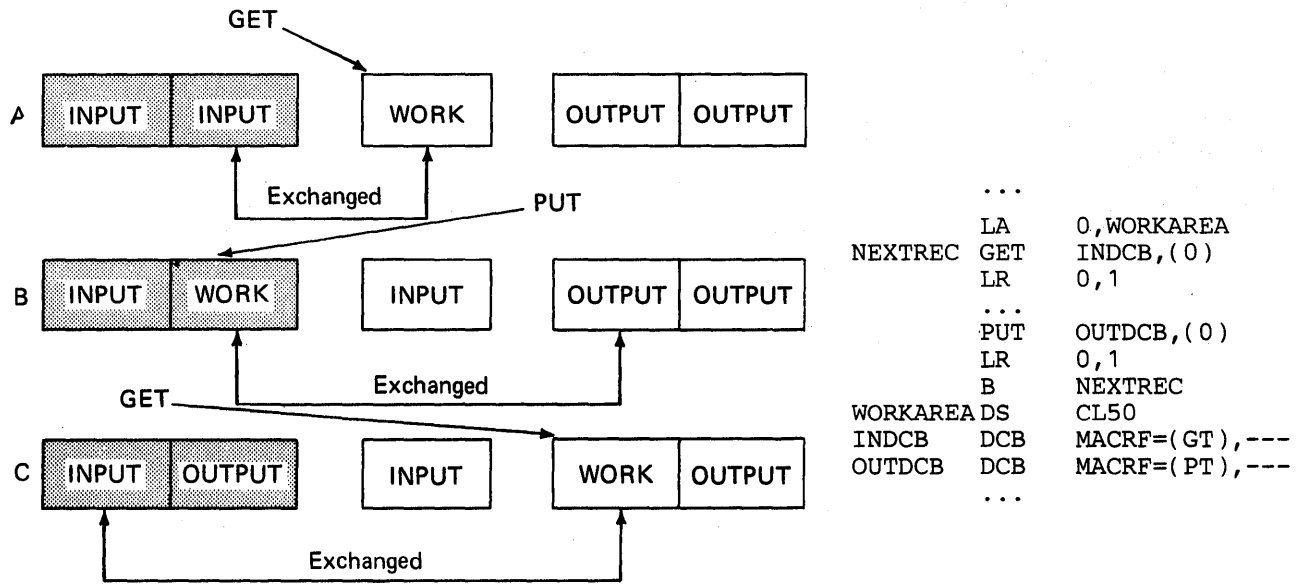 GET
A INPUT INPUT WORK OUTPUT OUTPUT
Exchanged
PUT
B INPUT WORK INPUT OUTPUT OUTPUT
Exchanged
GET
C INPUT OUTPUT INPUT WORK OUTPUT
Exchanged
...
LA 0,WORKAREA
NEXTREC GET INDCB,(0)
LR 0,1
...
PUT OUTDCB,(0)
LR 0,1
B NEXTREC
WORKAREA DS CL50
INDCB DCB MACRF=(GT),---
OUTDCB DCB MACRF=(PT),---
...